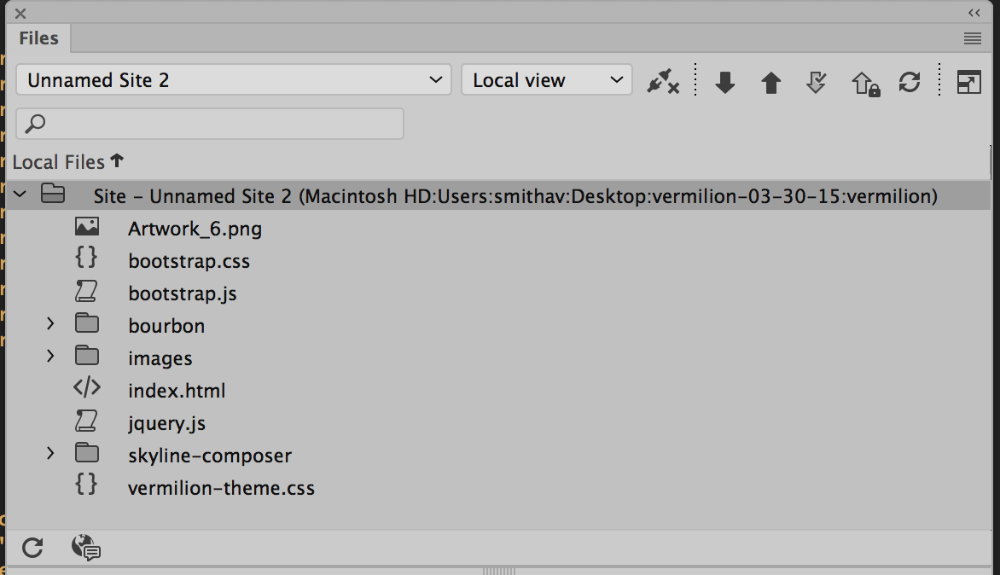 Files
Unnamed Site 2 Local view
Local Files
Site – Unnamed Site 2 (Macintosh HD:Users:smithav:Desktop:vermilion-03-30-15:vermilion)
Artwork_6.png
bootstrap.css
bootstrap.js
bourbon
images
index.html
jquery.js
skyline-composer
vermilion-theme.css